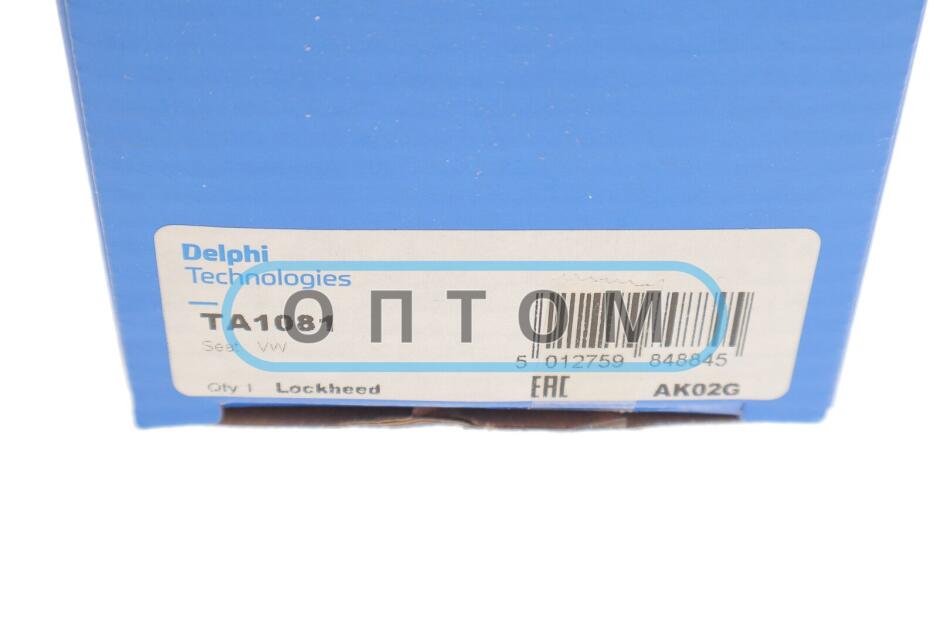 Delphi
Technologies
ОПТОМ
TA1081
Seat VW
5 012759 848845
Qty 1 Lockheed
EAC
AK02G